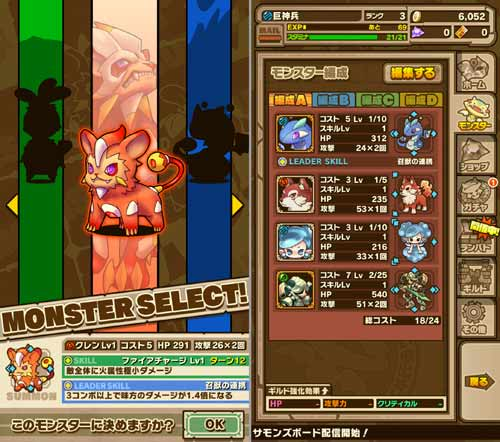 MONSTER SELECT!
グレンLv1 コスト5 HP 291 攻撃26×2回
SKILL ファイアチャージ Lv1 ターン12
敵全体に火属性極小ダメージ
LEADER SKILL 召獣の連携
3コンボ以上で味方のダメージが1.4倍になる
SUMMON
このモンスターに決めますか?
OK
巨神兵 ランク 3 6,052
MAIL EXP あと 69 0 0
スタミナ 21/21
モンスター編成 編集する
編成A 編成B 編成C 編成D
コスト 5 Lv 1/10
スキルLv 1
HP 312
攻撃 24×2回
LEADER SKILL 召獣の連携
コスト 3 Lv 1/5
スキルLv 1
HP 235
攻撃 53×1回
コスト 3 Lv 1/10
スキルLv 1
HP 216
攻撃 33×1回
コスト 7 Lv 2/25
スキルLv 1
HP 540
攻撃 51×2回
総コスト 18/24
ギルド強化効果
HP - 攻撃力 - クリティカル -
ホーム
モンスター
ショップ
ガチャ
開催中!
ランバト
ギルド
その他
戻る
サモンズボード配信開始!